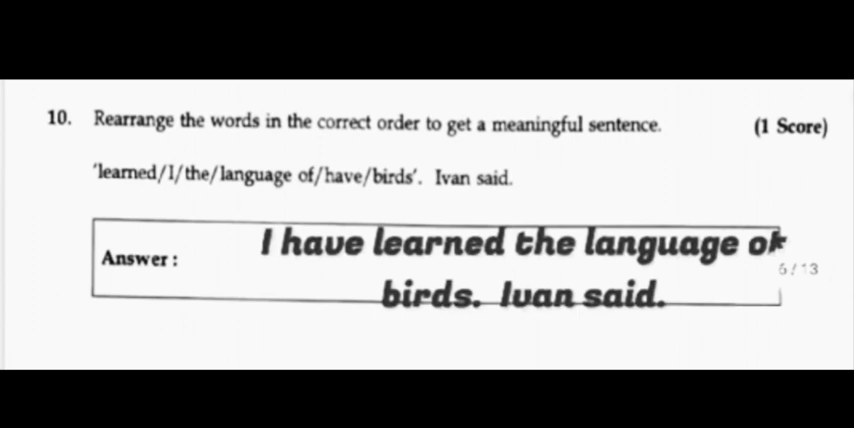 10. Rearrange the words in the correct order to get a meaningful sentence. (1 Score)
'learned/I/the/language of/have/birds'. Ivan said.
Answer : I have learned the language of
6/13
birds. Ivan said.